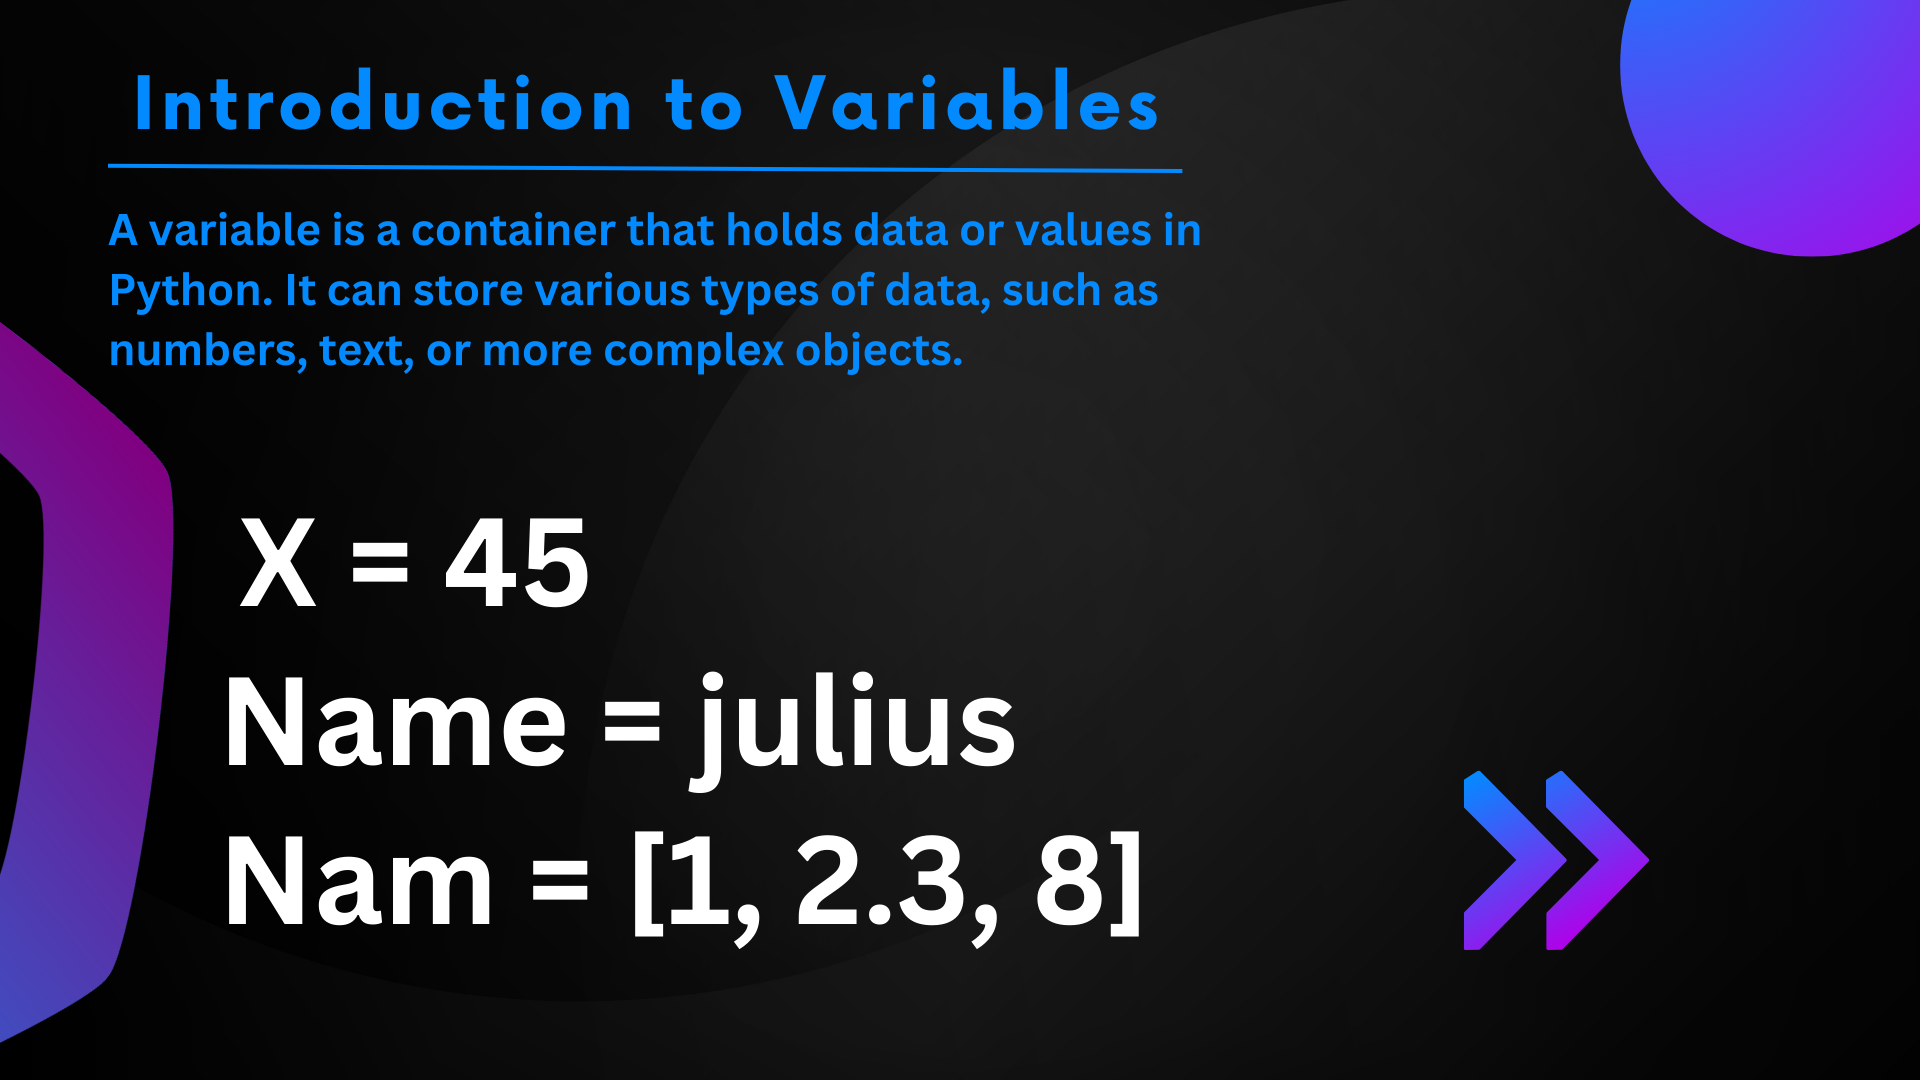 Introduction to Variables
A variable is a container that holds data or values in
Python. It can store various types of data, such as
numbers, text, or more complex objects.
X = 45
Name = julius
Nam = [1, 2.3, 8]